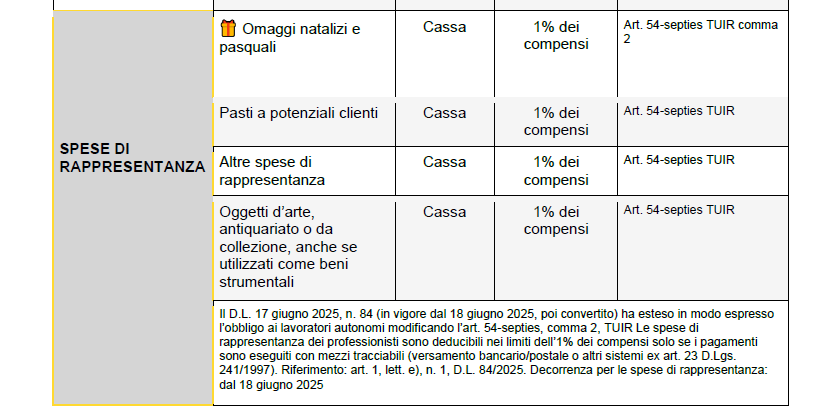 🎁 Omaggi natalizi e
pasquali
Cassa
1% dei
compensi
Art. 54-septies TUIR comma
2
Pasti a potenziali clienti
Cassa
1% dei
compensi
Art. 54-septies TUIR
SPESE DI
RAPPRESENTANZA
Altre spese di
rappresentanza
Cassa
1% dei
compensi
Art. 54-septies TUIR
Oggetti d’arte,
antiquariato o da
collezione, anche se
utilizzati come beni
strumentali
Cassa
1% dei
compensi
Art. 54-septies TUIR
Il D.L. 17 giugno 2025, n. 84 (in vigore dal 18 giugno 2025, poi convertito) ha esteso in modo espresso
l'obbligo ai lavoratori autonomi modificando l'art. 54-septies, comma 2, TUIR Le spese di
rappresentanza dei professionisti sono deducibili nei limiti dell'1% dei compensi solo se i pagamenti
sono eseguiti con mezzi tracciabili (versamento bancario/postale o altri sistemi ex art. 23 D.Lgs.
241/1997). Riferimento: art. 1, lett. e), n. 1, D.L. 84/2025. Decorrenza per le spese di rappresentanza:
dal 18 giugno 2025